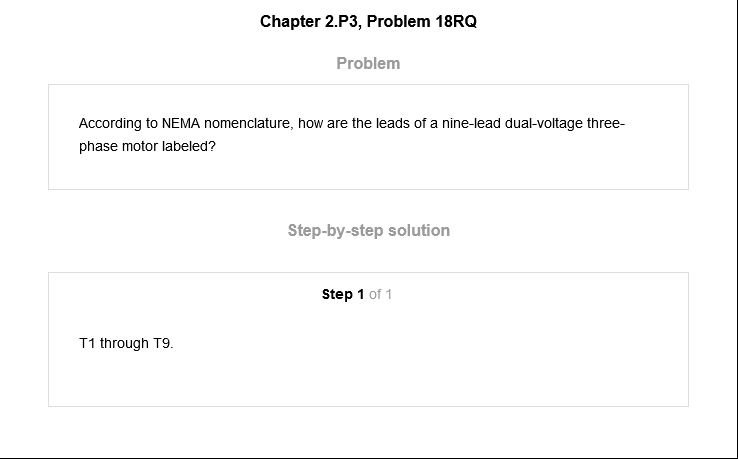 Chapter 2.P3, Problem 18RQ
Problem
According to NEMA nomenclature, how are the leads of a nine-lead dual-voltage three-
phase motor labeled?
Step-by-step solution
Step 1 of 1
T1 through T9.